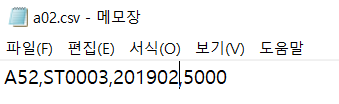 a02.csv - 메모장
파일(F) 편집(E) 서식(O) 보기(V) 도움말
A52,ST0003,201902,5000